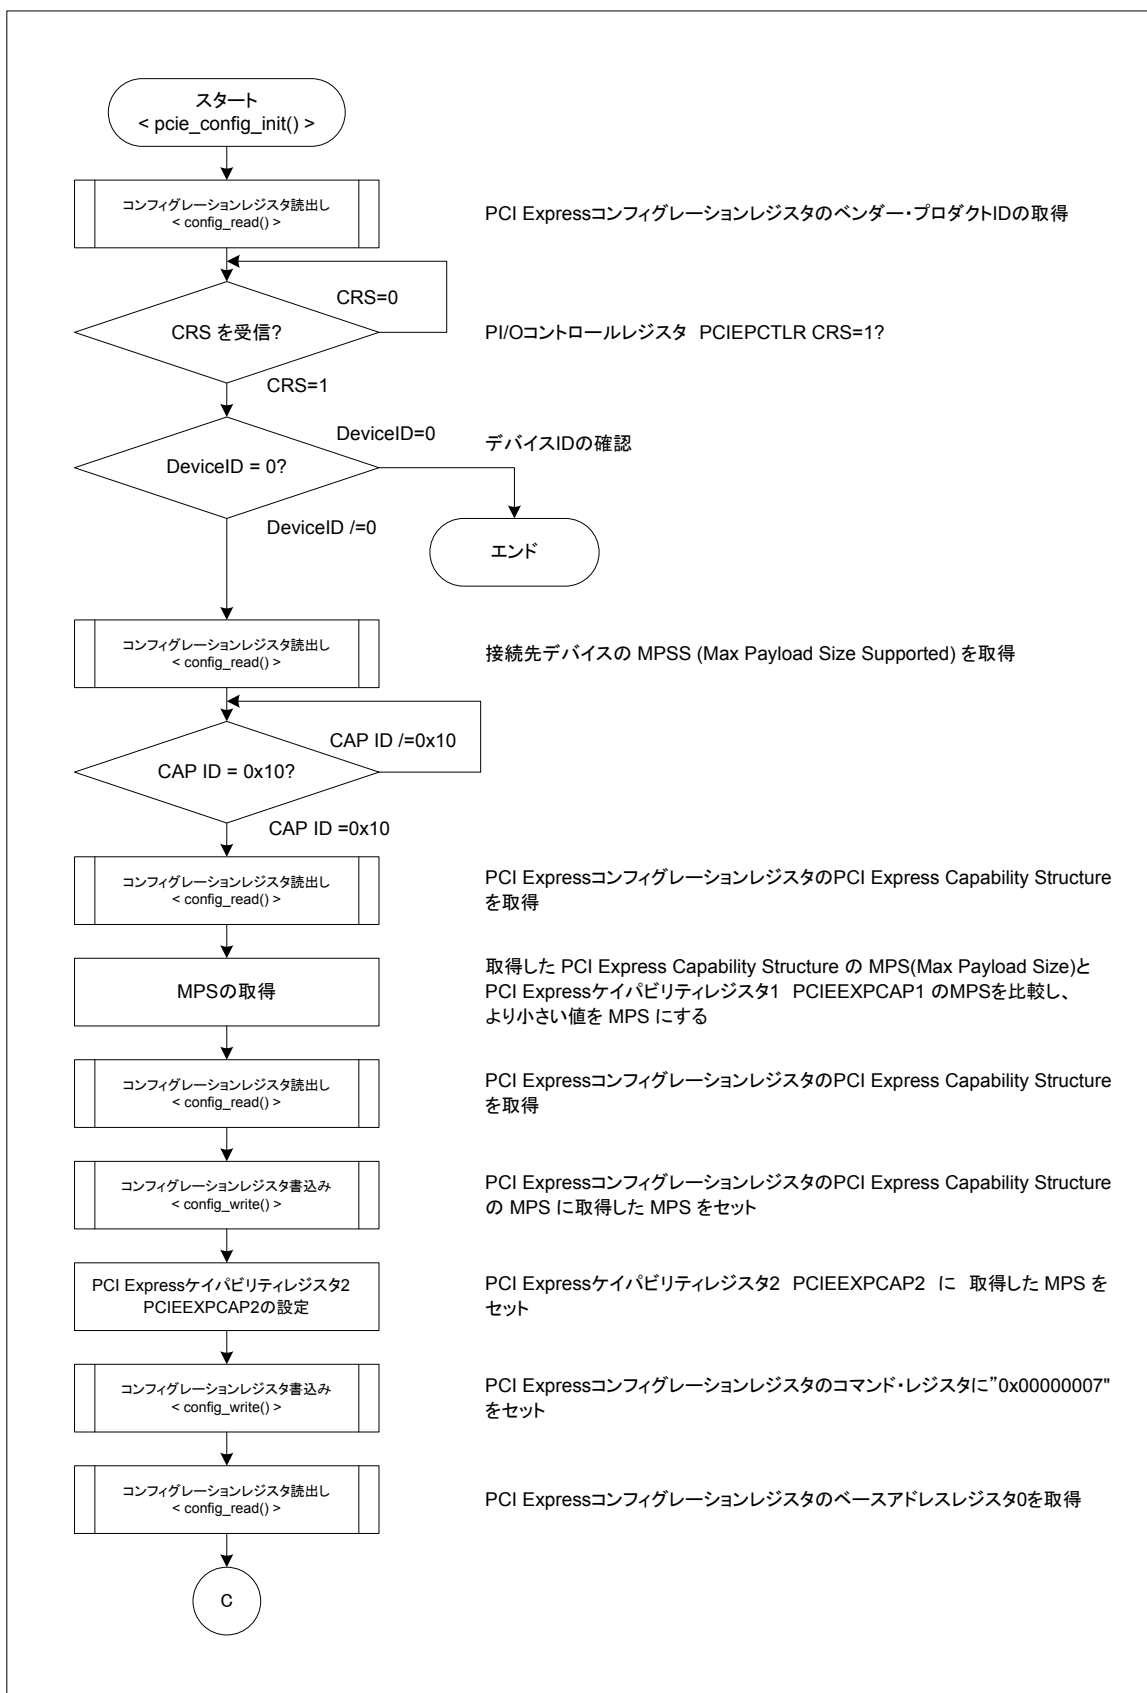 スタート
< pcie_config_init() >
コンフィグレーションレジスタ読出し
< config_read() >
PCI Expressコンフィグレーションレジスタのベンダー・プロダクトIDの取得
CRS=0
CRS を受信?
PI/Oコントロールレジスタ PCIEPCTLR CRS=1?
CRS=1
DeviceID=0
デバイスIDの確認
DeviceID = 0?
DeviceID /=0
エンド
コンフィグレーションレジスタ読出し
< config_read() >
接続先デバイスの MPSS (Max Payload Size Supported) を取得
CAP ID /=0x10
CAP ID = 0x10?
CAP ID =0x10
コンフィグレーションレジスタ読出し
< config_read() >
PCI ExpressコンフィグレーションレジスタのPCI Express Capability Structure
を取得
MPSの取得
取得した PCI Express Capability Structure の MPS(Max Payload Size)と
PCI Expressケイパビリティレジスタ1 PCIEEXPCAP1 のMPSを比較し、
より小さい値を MPS にする
コンフィグレーションレジスタ読出し
< config_read() >
PCI ExpressコンフィグレーションレジスタのPCI Express Capability Structure
を取得
コンフィグレーションレジスタ書込み
< config_write() >
PCI ExpressコンフィグレーションレジスタのPCI Express Capability Structure
の MPS に取得した MPS をセット
PCI Expressケイパビリティレジスタ2
PCIEEXPCAP2の設定
PCI Expressケイパビリティレジスタ2 PCIEEXPCAP2 に 取得した MPS を
セット
コンフィグレーションレジスタ書込み
< config_write() >
PCI Expressコンフィグレーションレジスタのコマンド・レジスタに”0x00000007"
をセット
コンフィグレーションレジスタ読出し
< config_read() >
PCI Expressコンフィグレーションレジスタのベースアドレスレジスタ0を取得
C